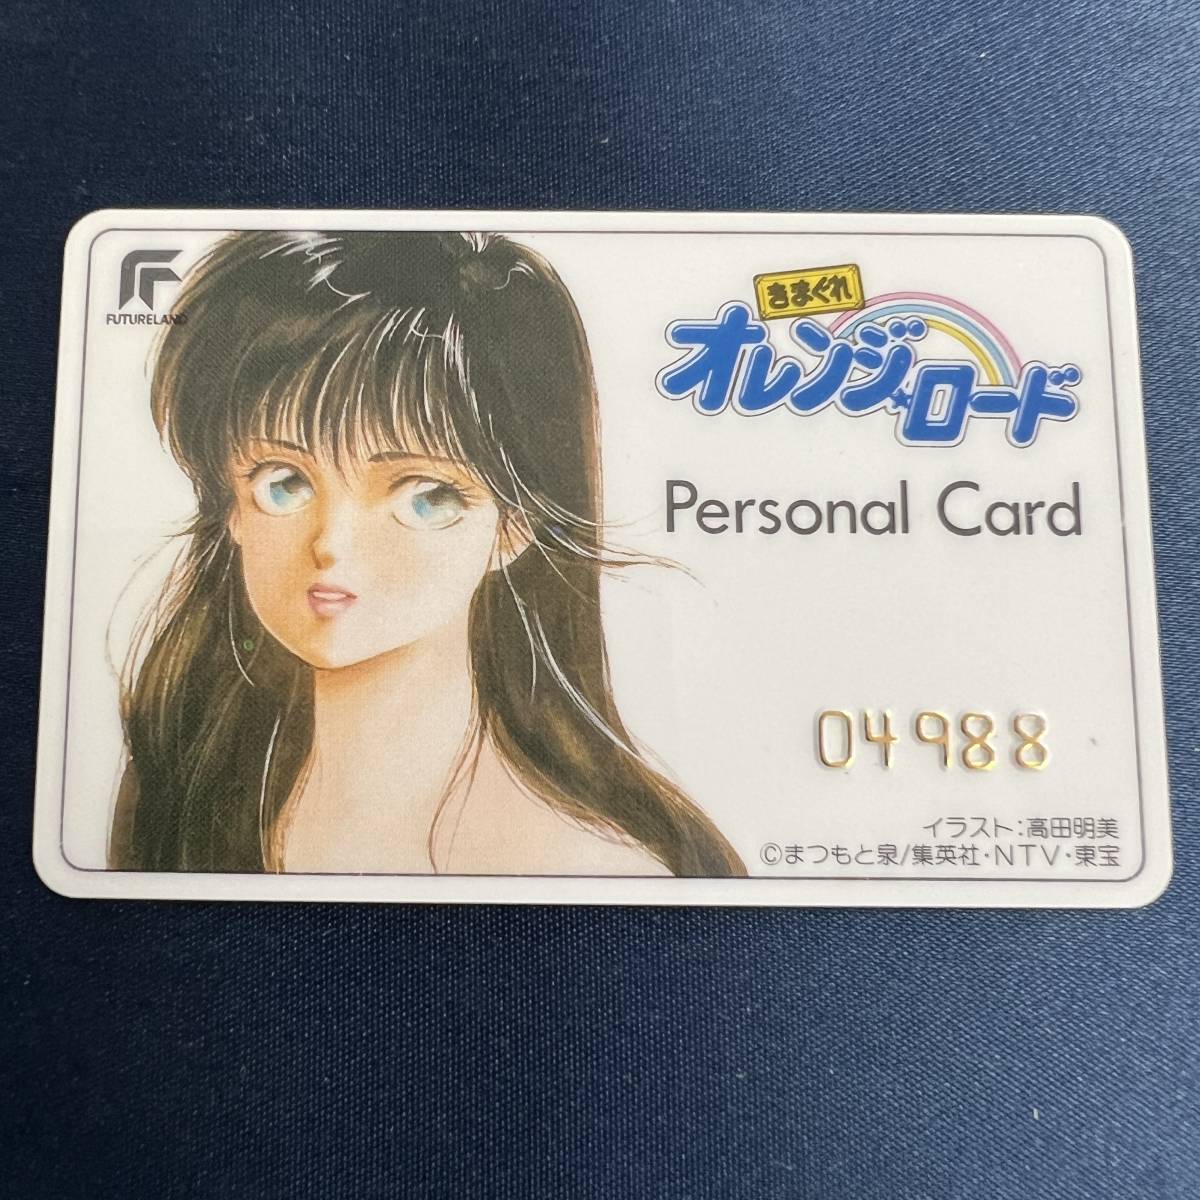 FUTURELAND
きまぐれ
オレンジ★ロード
Personal Card
04988
イラスト:高田明美
©まつもと泉/集英社・NTV・東宝